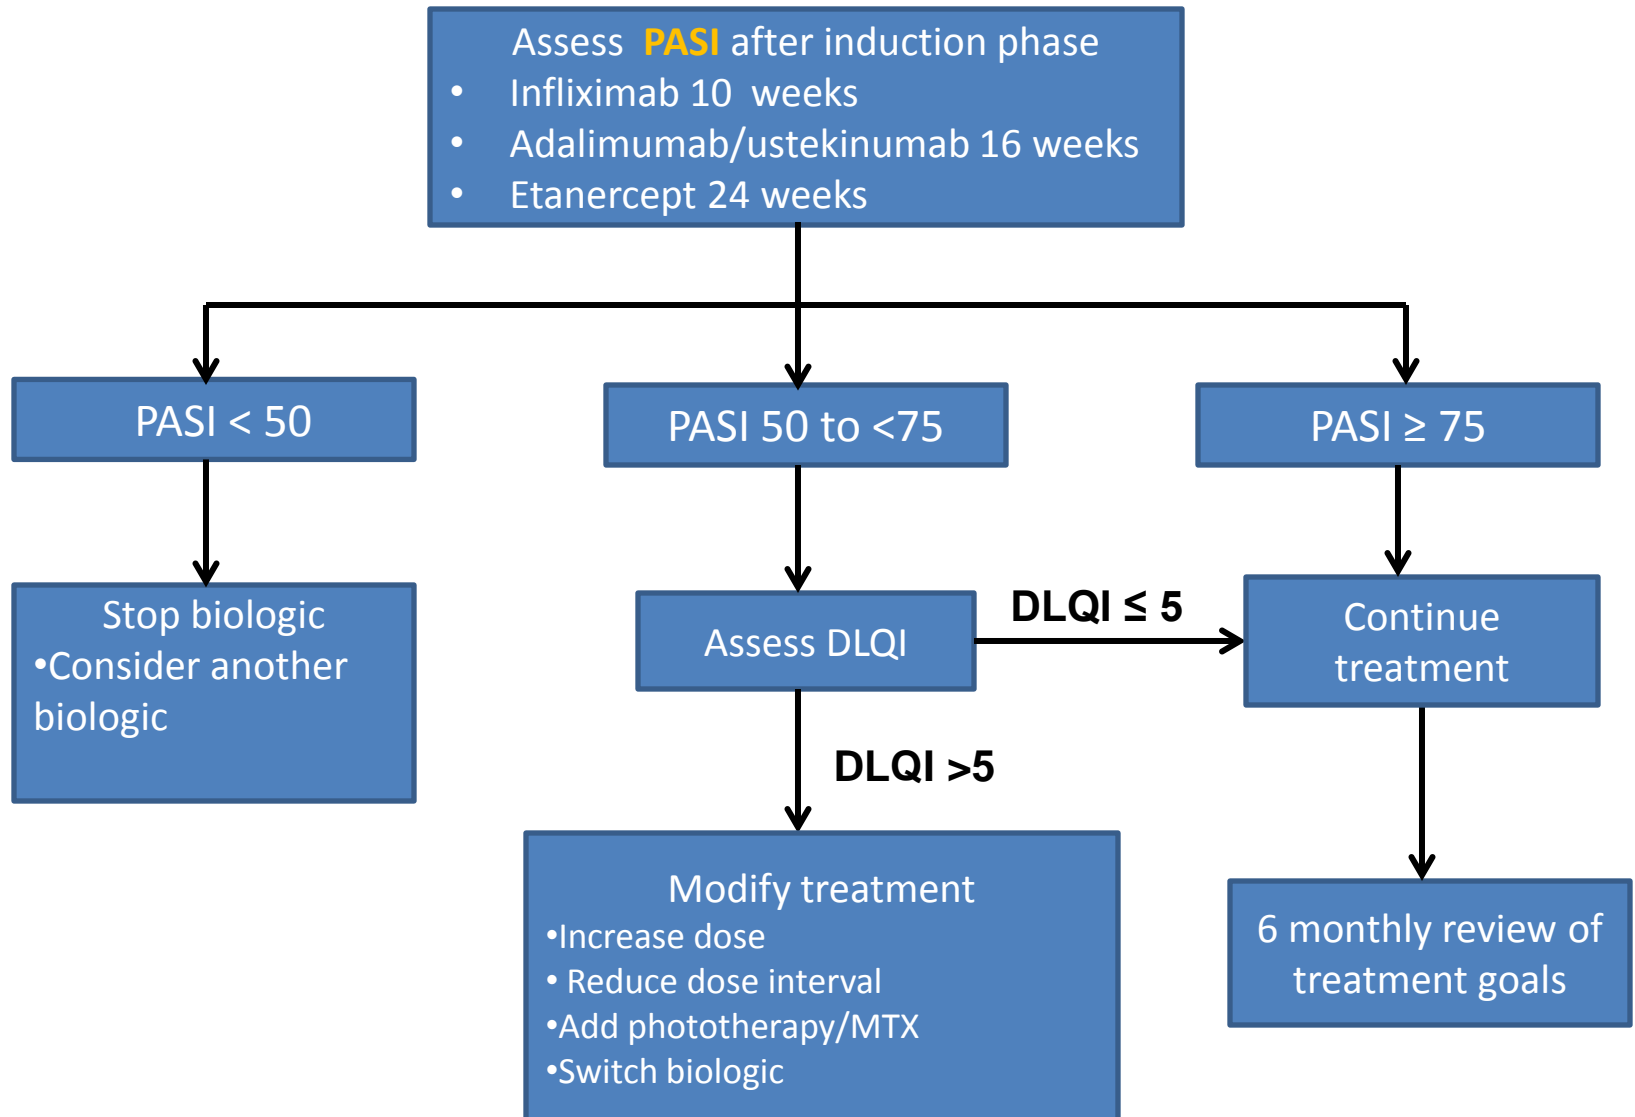 Assess PASI after induction phase
• Infliximab 10 weeks
• Adalimumab/ustekinumab 16 weeks
• Etanercept 24 weeks
PASI < 50
PASI 50 to <75
PASI ≥ 75
Stop biologic
•Consider another
biologic
Assess DLQI
DLQI ≤ 5
Continue
treatment
DLQI >5
Modify treatment
•Increase dose
• Reduce dose interval
•Add phototherapy/MTX
•Switch biologic
6 monthly review of
treatment goals